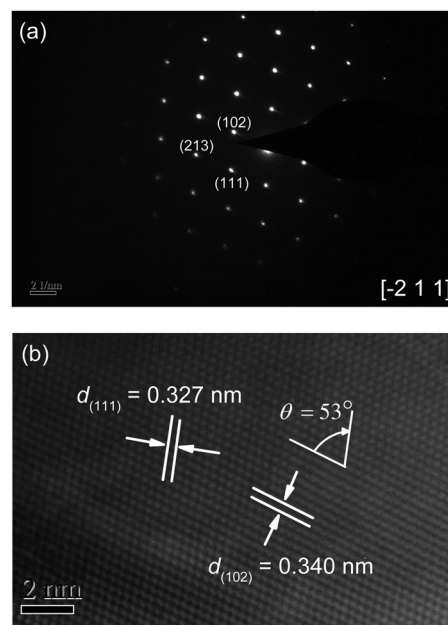 (a)
(102)
(213)
(111)
2 1/nm
[-2 1 1]
(b)
d(111) = 0.327 nm
θ = 53°
d(102) = 0.340 nm
2 nm